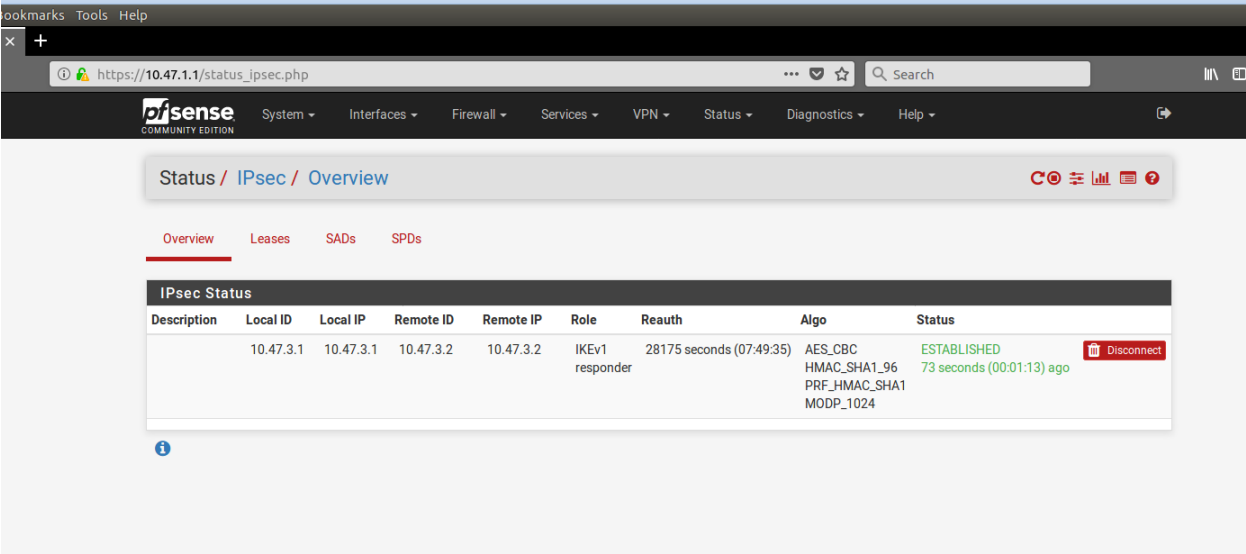 Bookmarks Tools Help
× +
https://10.47.1.1/status_ipsec.php ••• Search
pfsense System Interfaces Firewall Services VPN Status Diagnostics Help
COMMUNITY EDITION
Status / IPsec / Overview
Overview Leases SADs SPDs
IPsec Status
Description Local ID Local IP Remote ID Remote IP Role Reauth Algo Status
10.47.3.1 10.47.3.1 10.47.3.2 10.47.3.2 IKEv1 28175 seconds (07:49:35) AES_CBC ESTABLISHED Disconnect
responder HMAC_SHA1_96 73 seconds (00:01:13) ago
PRF_HMAC_SHA1
MODP_1024